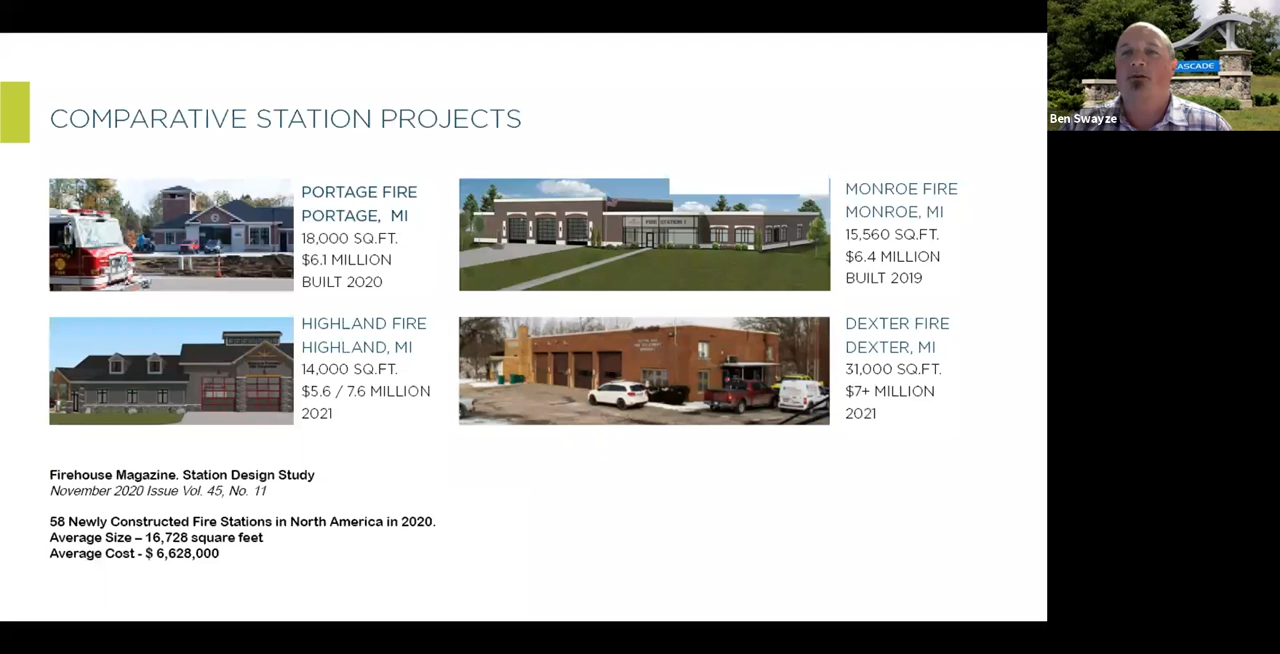 COMPARATIVE STATION PROJECTS
PORTAGE FIRE
PORTAGE, MI
18,000 SQ.FT.
$6.1 MILLION
BUILT 2020
FIRE STATION 1
MONROE FIRE
MONROE, MI
15,560 SQ.FT.
$6.4 MILLION
BUILT 2019
HIGHLAND FIRE
HIGHLAND, MI
14,000 SQ.FT.
$5.6 / 7.6 MILLION
2021
DEXTER FIRE
DEXTER, MI
31,000 SQ.FT.
$7+ MILLION
2021
Firehouse Magazine. Station Design Study
November 2020 Issue Vol. 45, No. 11
58 Newly Constructed Fire Stations in North America in 2020.
Average Size – 16,728 square feet
Average Cost - $ 6,628,000
ASCADE
Ben Swayze